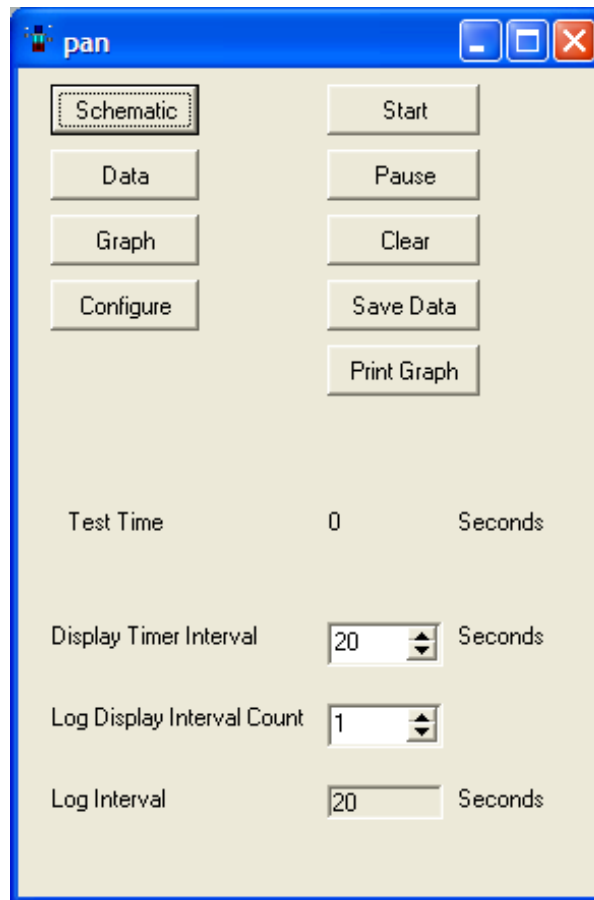 pan
Schematic Start
Data Pause
Graph Clear
Configure Save Data
Print Graph
Test Time 0 Seconds
Display Timer Interval 20 Seconds
Log Display Interval Count 1
Log Interval 20 Seconds